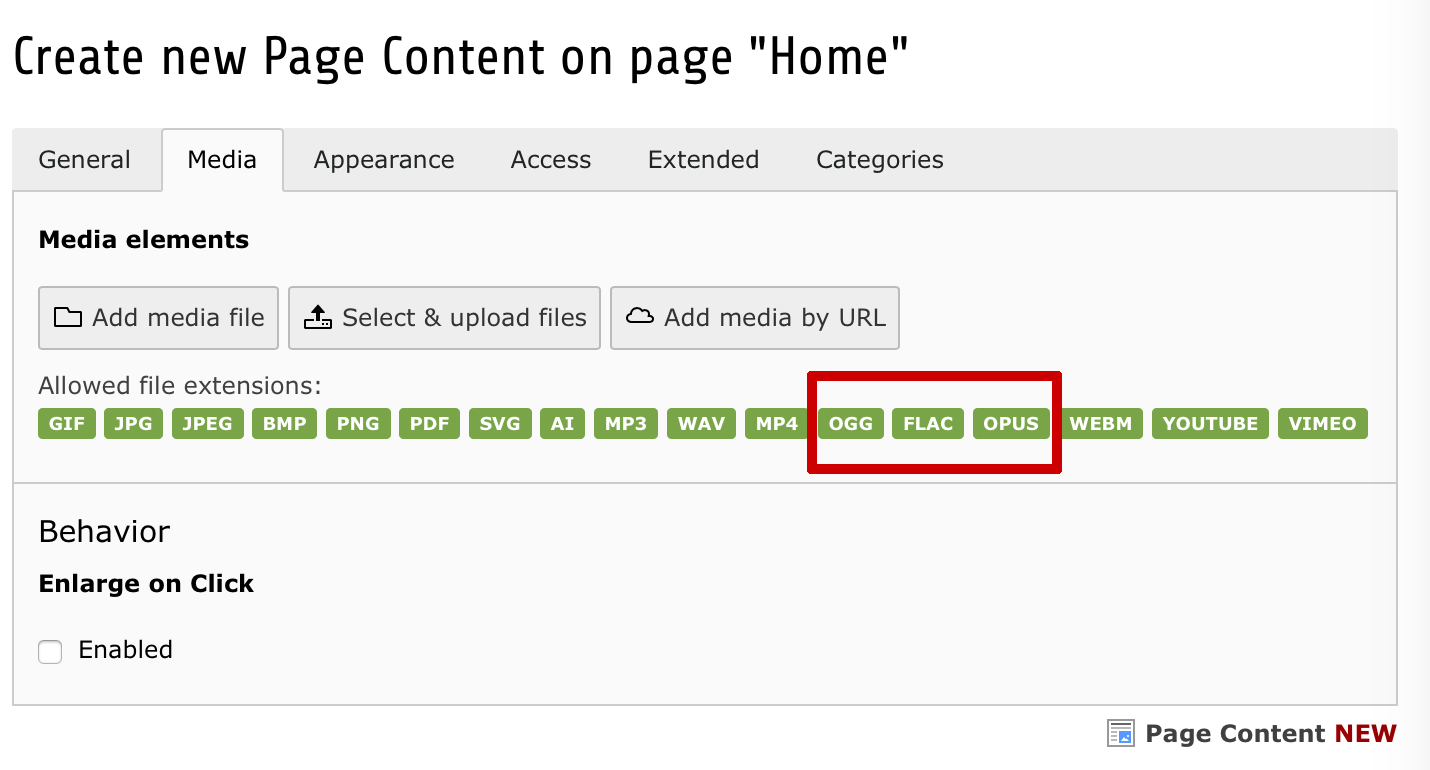 Create new Page Content on page "Home"
General Media Appearance Access Extended Categories
Media elements
Add media file Select & upload files Add media by URL
Allowed file extensions:
GIF JPG JPEG BMP PNG PDF SVG AI MP3 WAV MP4 OGG FLAC OPUS WEBM YOUTUBE VIMEO
Behavior
Enlarge on Click
Enabled
Page Content NEW